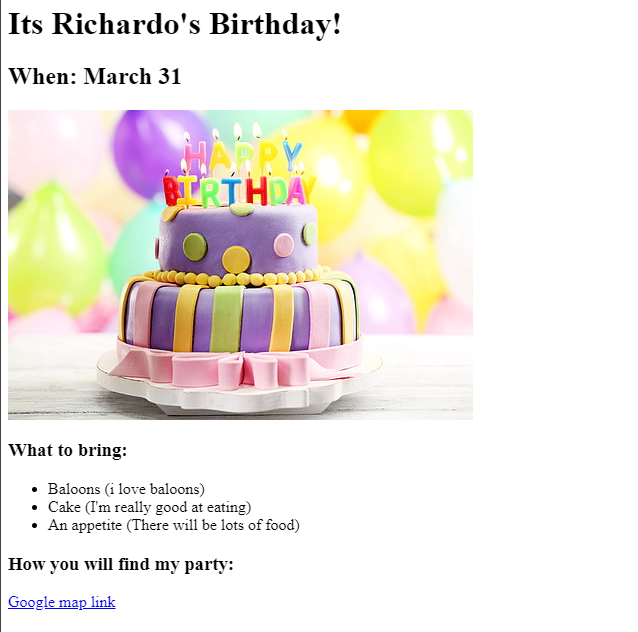 Its Richardo's Birthday!
When: March 31
HAPPY
BIRTHDAY
What to bring:
Baloons (i love baloons)
Cake (I'm really good at eating)
An appetite (There will be lots of food)
How you will find my party:
Google map link